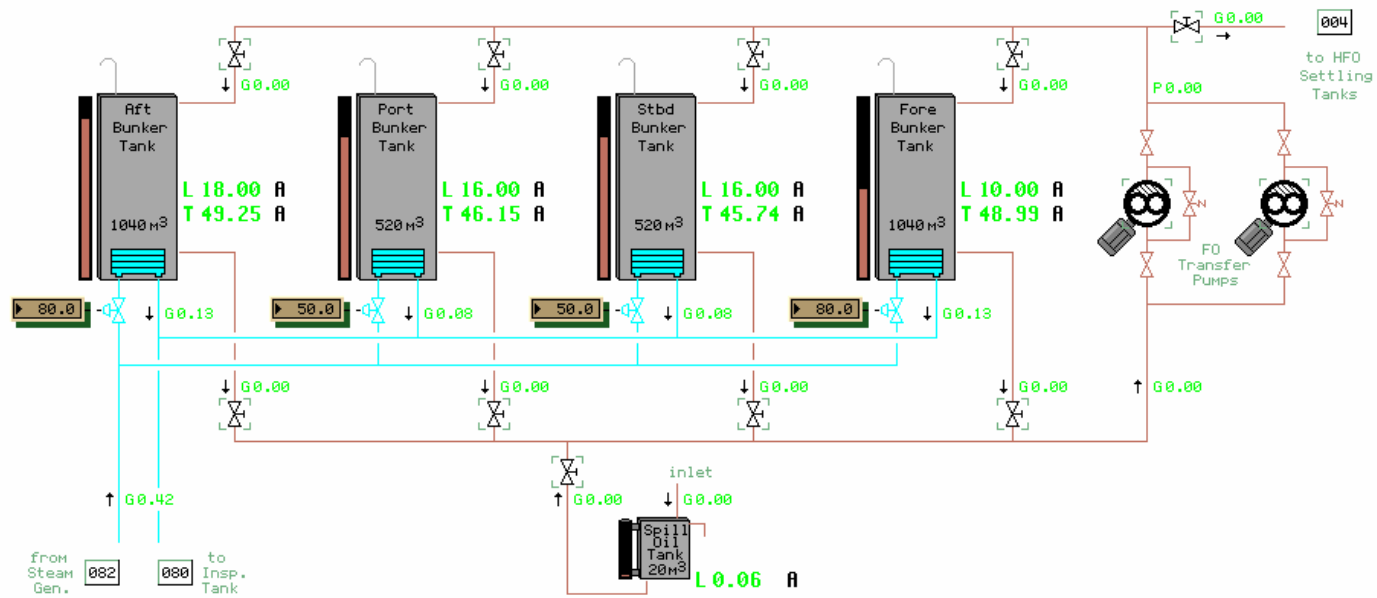 G0.00
004
to HFO
Settling
Tanks
G0.00
G0.00
G0.00
G0.00
P0.00
Aft
Bunker
Tank
L 18.00 A
T 49.25 A
1040 M3
Port
Bunker
Tank
L 16.00 A
T 46.15 A
520 M3
Stbd
Bunker
Tank
L 16.00 A
T 45.74 A
520 M3
Fore
Bunker
Tank
L 10.00 A
T 48.99 A
1040 M3
N
N
FO
Transfer
Pumps
80.0
G0.13
50.0
G0.08
50.0
G0.08
80.0
G0.13
G0.00
G0.00
G0.00
G0.00
G0.00
G0.42
G0.00
inlet
G0.00
Spill
Oil
Tank
20M3
L 0.06 A
from
Steam
Gen.
082
080
to
Insp.
Tank